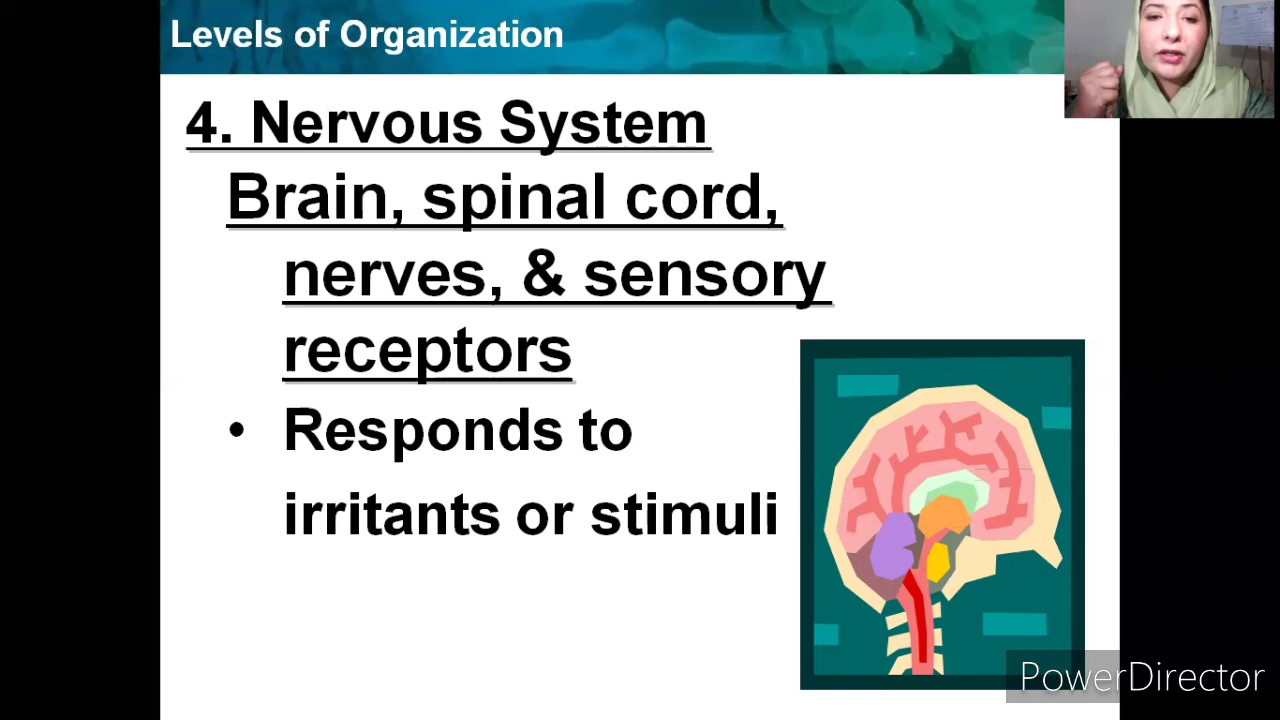 Levels of Organization
4. Nervous System
Brain, spinal cord,
nerves, & sensory
receptors
• Responds to
irritants or stimuli
PowerDirector